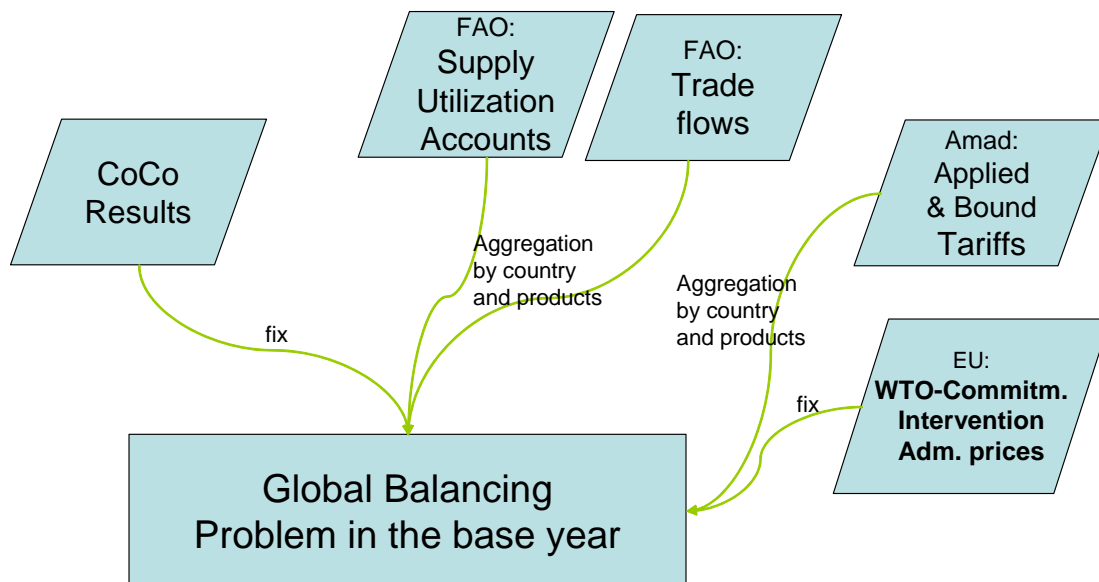 FAO:
Supply
Utilization
Accounts
FAO:
Trade
flows
CoCo
Results
Amad:
Applied
& Bound
Tariffs
Aggregation
by country
and products
Aggregation
by country
and products
fix
EU:
WTO-Commitm.
Intervention
Adm. prices
fix
Global Balancing
Problem in the base year